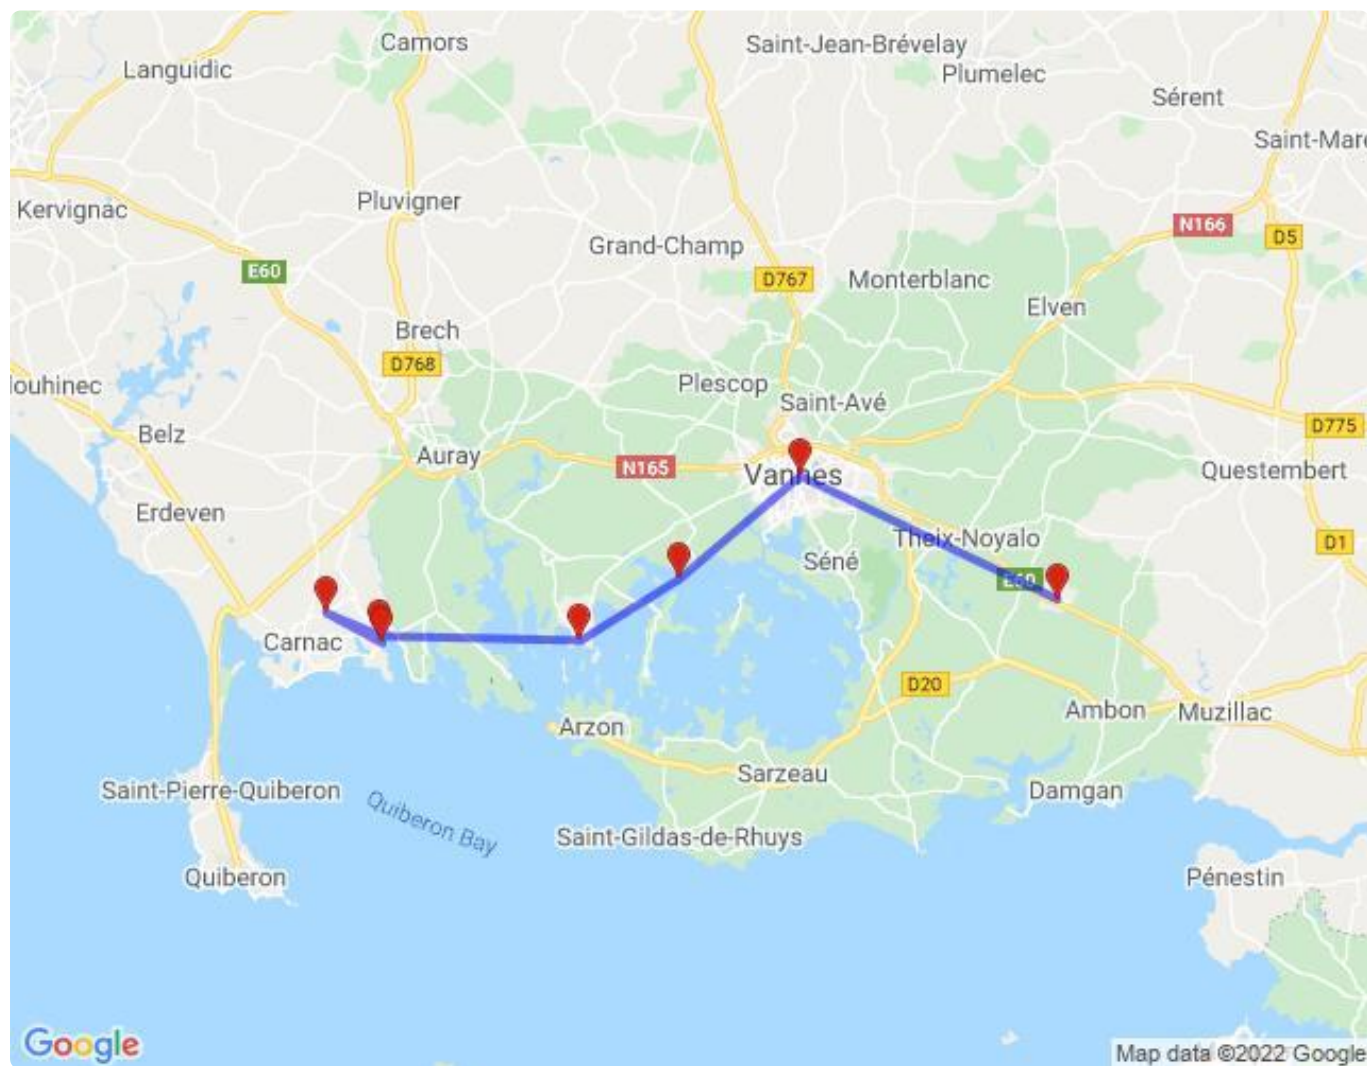 Camors
Saint-Jean-Brévelay
Languidic
Plumelec
Sérent
Saint-Marc
Kervignac
Pluvigner
N166
D5
Grand-Champ
E60
D767
Monterblanc
Elven
Brech
D768
Plescop
louhinec
Saint-Avé
D775
Belz
Auray
N165
Vannes
Questembert
Erdeven
Theix-Noyalo
D1
Séné
E60
Carnac
D20
Ambon
Muzillac
Arzon
Sarzeau
Saint-Pierre-Quiberon
Damgan
Quiberon Bay
Saint-Gildas-de-Rhuys
Quiberon
Pénestin
Google
Map data ©2022 Google